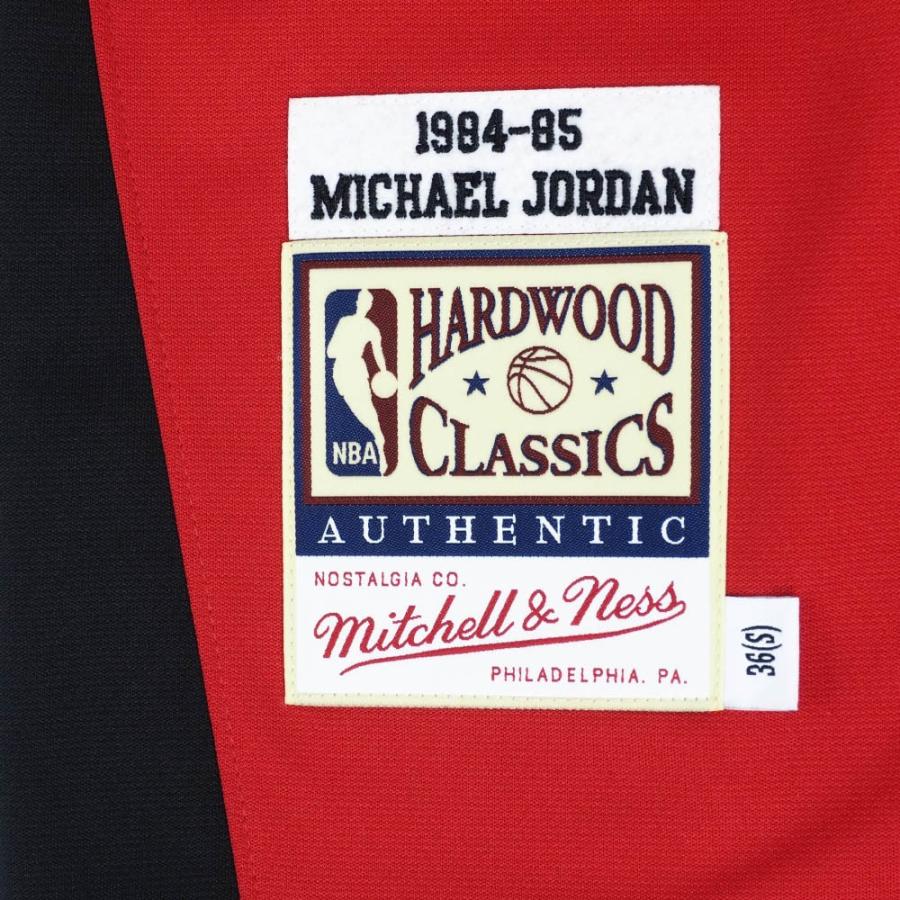 1984-85
MICHAEL JORDAN
HARDWOOD
CLASSICS
NBA
AUTHENTIC
NOSTALGIA CO.
Mitchell & Ness
PHILADELPHIA. PA.
36(S)